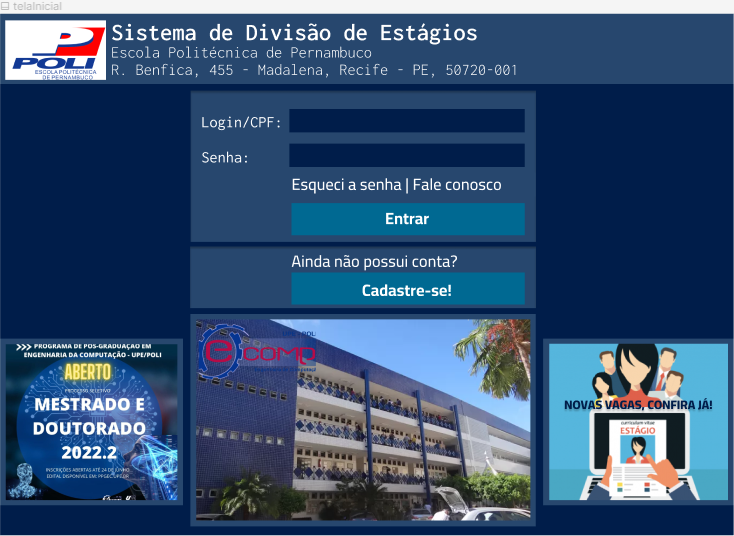 telaInicial
Sistema de Divisão de Estágios
Escola Politécnica de Pernambuco
R. Benfica, 455 - Madalena, Recife - PE, 50720-001
POLI
ESCOLA POLITÉCNICA
DE PERNAMBUCO
Login/CPF:
Senha:
Esqueci a senha | Fale conosco
Entrar
Ainda não possui conta?
Cadastre-se!
>>> PROGRAMA DE POS-GRADUAÇAO EM
ENGENHARIA DA COMPUTAÇÃO - UPE/POLI
ABERTO
PROCESSO SELETIVO
MESTRADO E
DOUTORADO
2022.2
INSCRIÇÕES ABERTAS ATÉ 24 DE JUNHO
EDITAL DISPONÍVEL EM: PPGEC.UPE.BR
ecomp
NOVAS VAGAS, CONFIRA JÁ!
curriculum vitae
ESTÁGIO